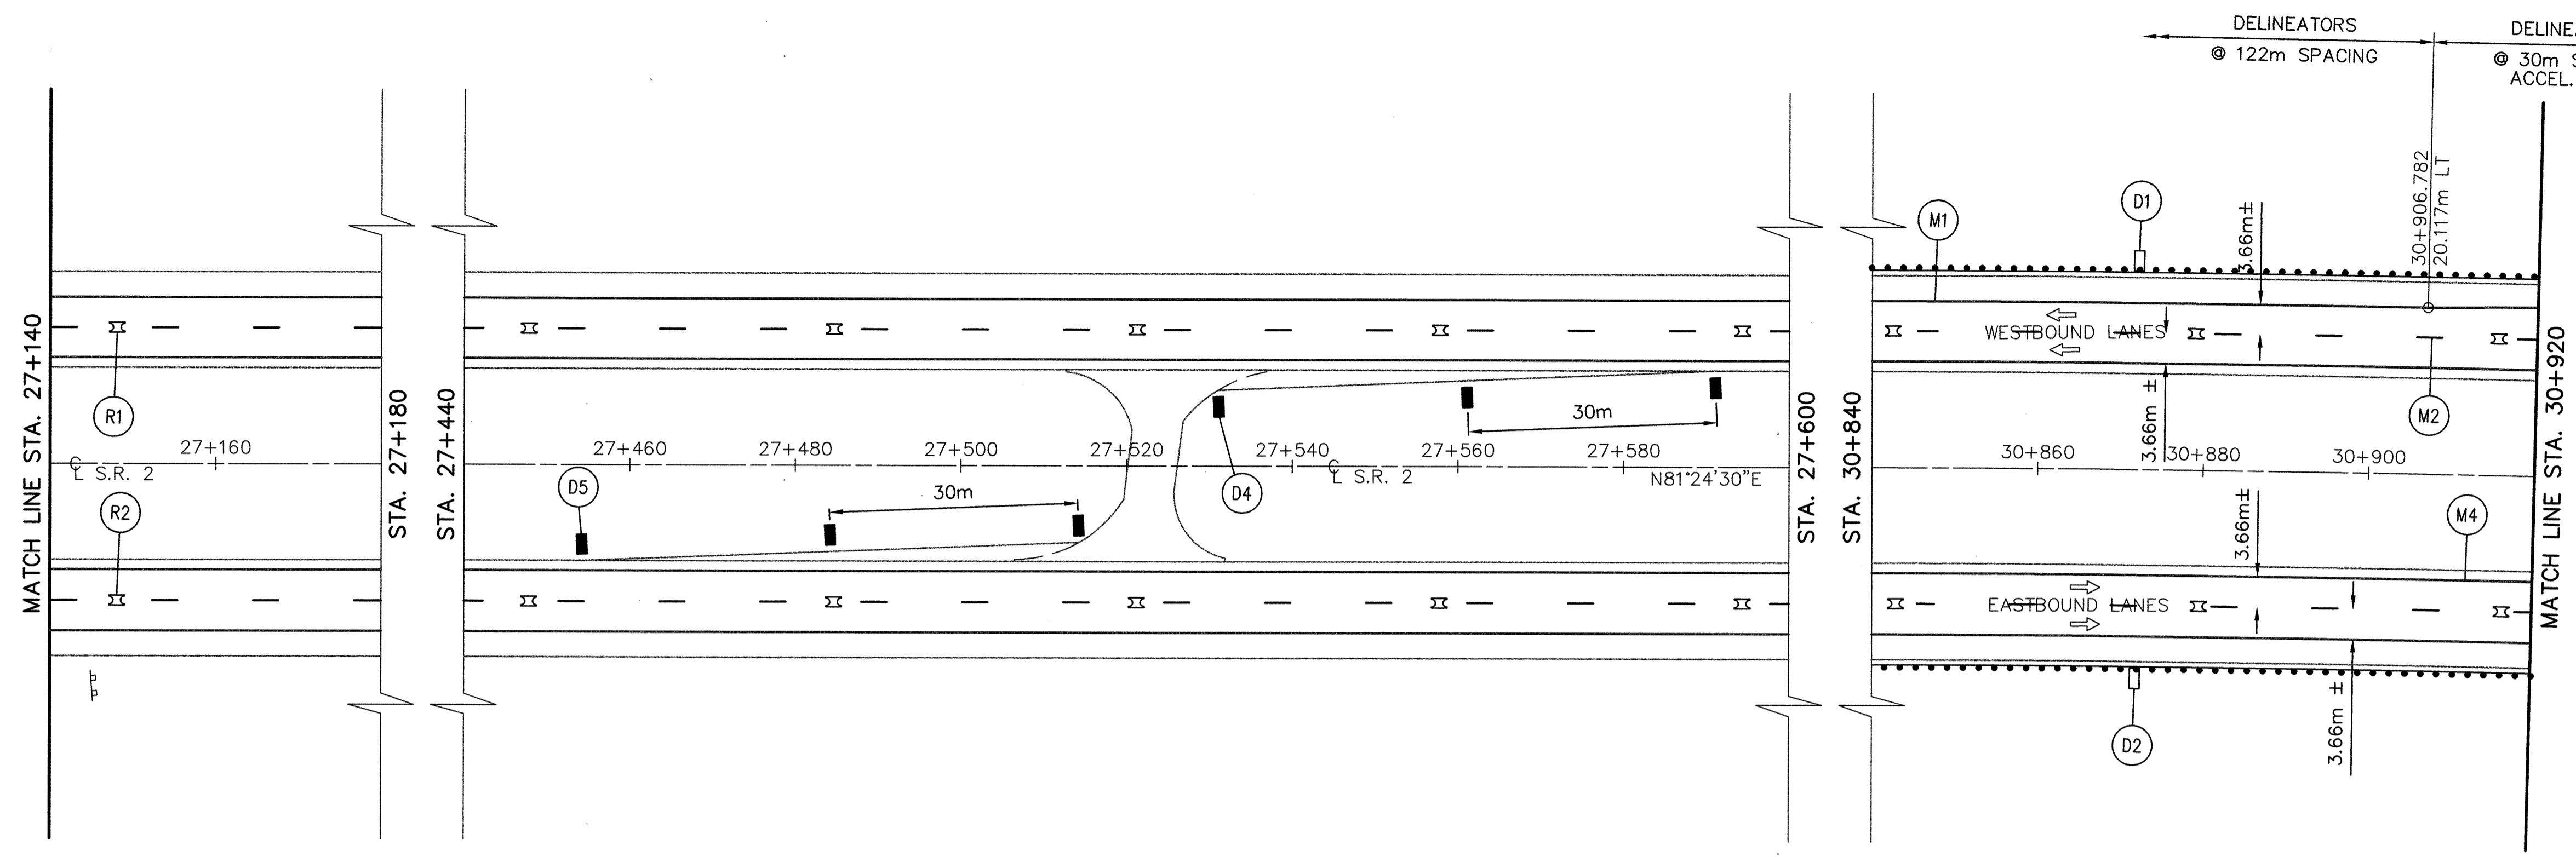 DELINEATORS
@ 122m SPACING
DELINE
@ 30m S
ACCEL.
MATCH LINE STA. 27+140
R1
27+160
℄ S.R. 2
R2
STA. 27+180
STA. 27+440
D5
27+460
30m
27+480
27+500
27+520
D4
27+540
℄ S.R. 2
30m
27+560
27+580
N81°24'30"E
STA. 27+600
STA. 30+840
M1
D1
3.66m±
30+906.782
20.117m LT
WESTBOUND LANES
M2
3.66m ±
30+860
30+880
30+900
3.66m±
M4
EASTBOUND LANES
3.66m ±
D2
MATCH LINE STA. 30+920